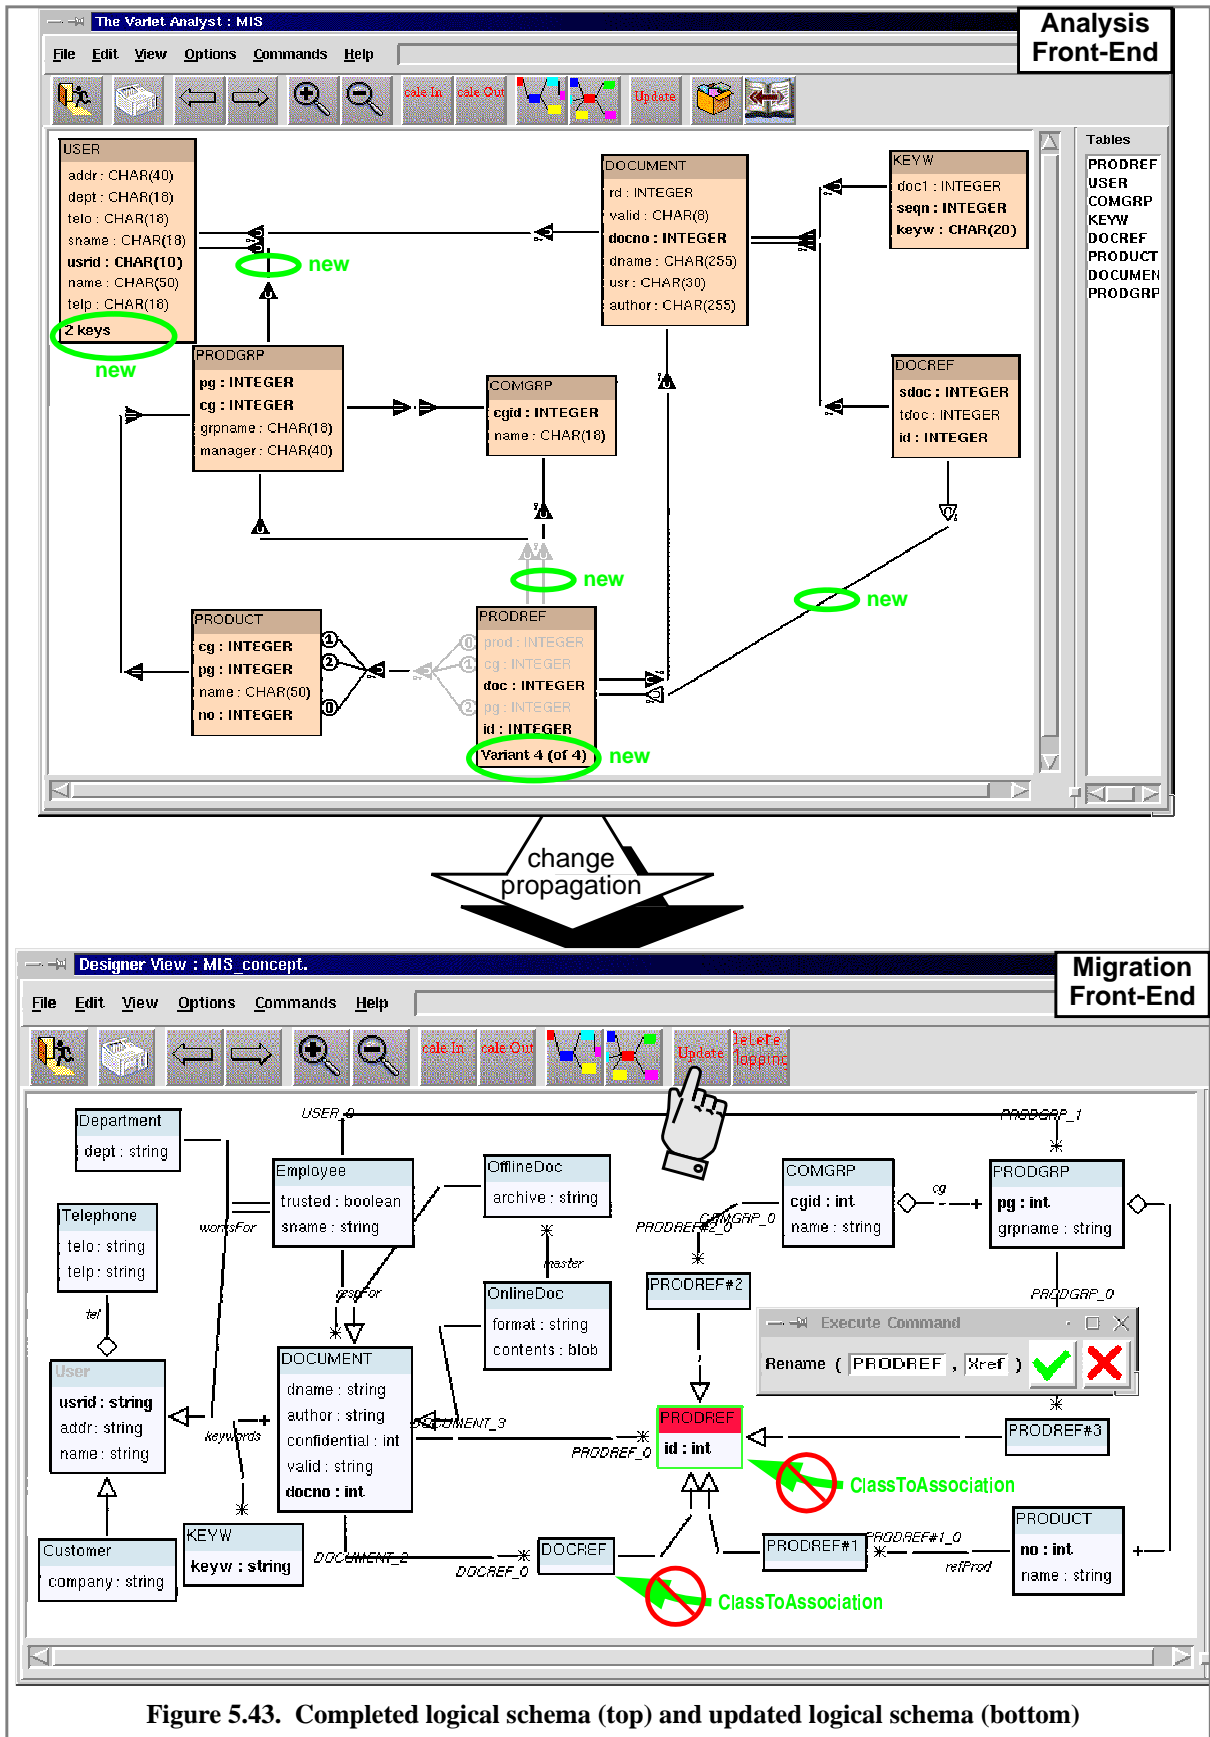 The Varlet Analyst : MIS
Analysis
Front-End
File Edit View Options Commands Help
cale In cale Out Update
USER
addr : CHAR(40)
dept : CHAR(18)
telo : CHAR(18)
sname : CHAR(18)
usrid : CHAR(10)
name : CHAR(50)
telp : CHAR(18)
2 keys
new
new
DOCUMENT
rd : INTEGER
valid : CHAR(8)
docno : INTEGER
dname : CHAR(255)
usr : CHAR(30)
author : CHAR(255)
KEYW
doc1 : INTEGER
seqn : INTEGER
keyw : CHAR(20)
Tables
PRODREF
USER
COMGRP
KEYW
DOCREF
PRODUCT
DOCUMEN
PRODGRP
PRODGRP
pg : INTEGER
cg : INTEGER
grpname : CHAR(18)
manager : CHAR(40)
COMGRP
cgid : INTEGER
name : CHAR(18)
DOCREF
sdoc : INTEGER
tdoc : INTEGER
id : INTEGER
new
new
PRODUCT
cg : INTEGER
pg : INTEGER
name : CHAR(50)
no : INTEGER
1
2
0
0
1
2
PRODREF
prod : INTEGER
cg : INTEGER
doc : INTEGER
pg : INTEGER
id : INTEGER
Variant 4 (of 4)
new
change
propagation
Designer View : MIS_concept.
Migration
Front-End
File Edit View Options Commands Help
cale In cale Out Update
Department
dept : string
USER_0
PRODGRP_1
Employee
trusted : boolean
sname : string
OfflineDoc
archive : string
COMGRP
cgid : int
name : string
cg
PRODGRP
pg : int
grpname : string
Telephone
telo : string
telp : string
worksFor
PRODREF#2_0
COMGRP_0
master
respFor
tel
OnlineDoc
format : string
contents : blob
PRODREF#2
PRODGRP_0
Execute Command
Rename ( PRODREF , Xref )
User
usrid : string
addr : string
name : string
DOCUMENT
dname : string
author : string
confidential : int
valid : string
docno : int
keywords
DOCUMENT_3
PRODREF_0
PRODREF
id : int
PRODREF#3
ClassToAssociation
Customer
company : string
KEYW
keyw : string
DOCUMENT_2
DOCREF_0
DOCREF
PRODREF#1
PRODREF#1_0
refProd
PRODUCT
no : int
name : string
ClassToAssociation
Figure 5.43. Completed logical schema (top) and updated logical schema (bottom)